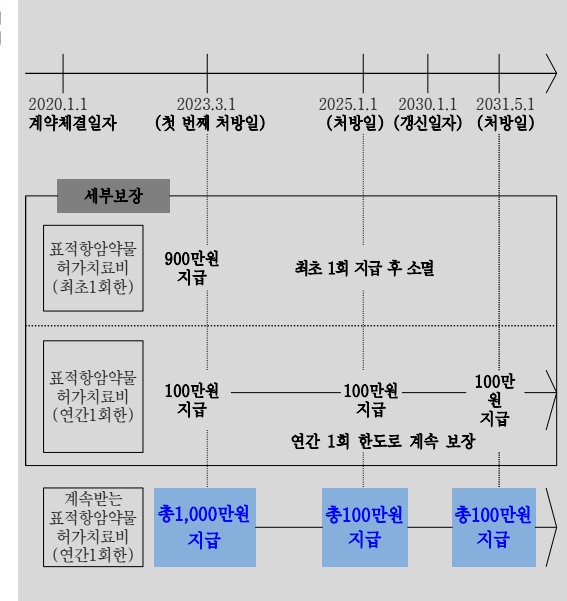 2020.1.1 2023.3.1 2025.1.1 2030.1.1 2031.5.1
계약체결일자 (첫 번째 처방일) (처방일) (갱신일자) (처방일)
세부보장
표적항암약물
허가치료비
(최초1회한)
900만원
지급
최초 1회 지급 후 소멸
표적항암약물
허가치료비
(연간1회한)
100만원
지급
100만원
지급
100만
원
지급
연간 1회 한도로 계속 보장
계속받는
표적항암약물
허가치료비
(연간1회한)
총1,000만원
지급
총100만원
지급
총100만원
지급